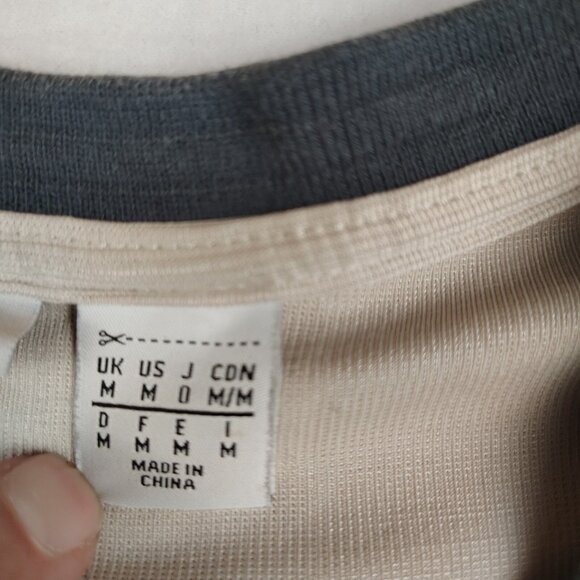 UK US J CDN
M M O M/M
D F E I
M M M M
MADE IN
CHINA